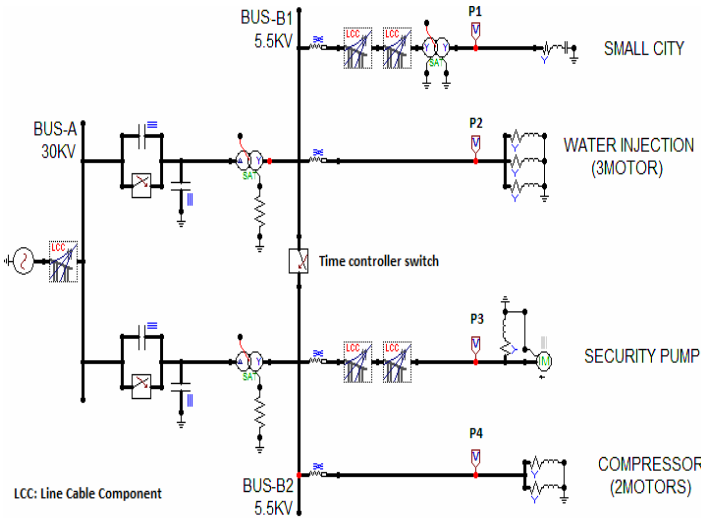 BUS-B1
5.5KV
LCC
LCC
Y Y
SAT
P1
V
Y
SMALL CITY
BUS-A
30KV
A Y
SAT
P2
V
Y
Y
Y
WATER INJECTION
(3MOTOR)
LCC
Time controller switch
A Y
SAT
LCC
LCC
P3
V
Y
IM
SECURITY PUMP
P4
V
Y
Y
COMPRESSOR
(2MOTORS)
LCC: Line Cable Component
BUS-B2
5.5KV